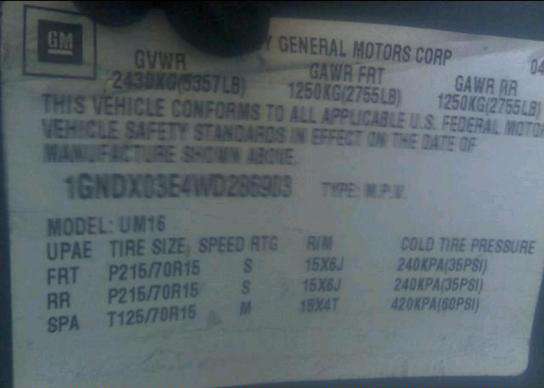 GM
Y GENERAL MOTORS CORP 04
GVWR GAWR FRT GAWR RR
2430KG(5357LB) 1250KG(2755LB) 1250KG(2755LB)
THIS VEHICLE CONFORMS TO ALL APPLICABLE U.S. FEDERAL MOTOR
VEHICLE SAFETY STANDARDS IN EFFECT ON THE DATE OF
MANUFACTURE SHOWN ABOVE.
1GNDX03E4WD286903 TYPE: M.P.V.
MODEL: UM16
UPAE TIRE SIZE SPEED RTG R/M COLD TIRE PRESSURE
FRT P215/70R15 S 15X6J 240KPA(35PSI)
RR P215/70R15 S 15X6J 240KPA(35PSI)
SPA T125/70R15 M 15X4T 420KPA(60PSI)